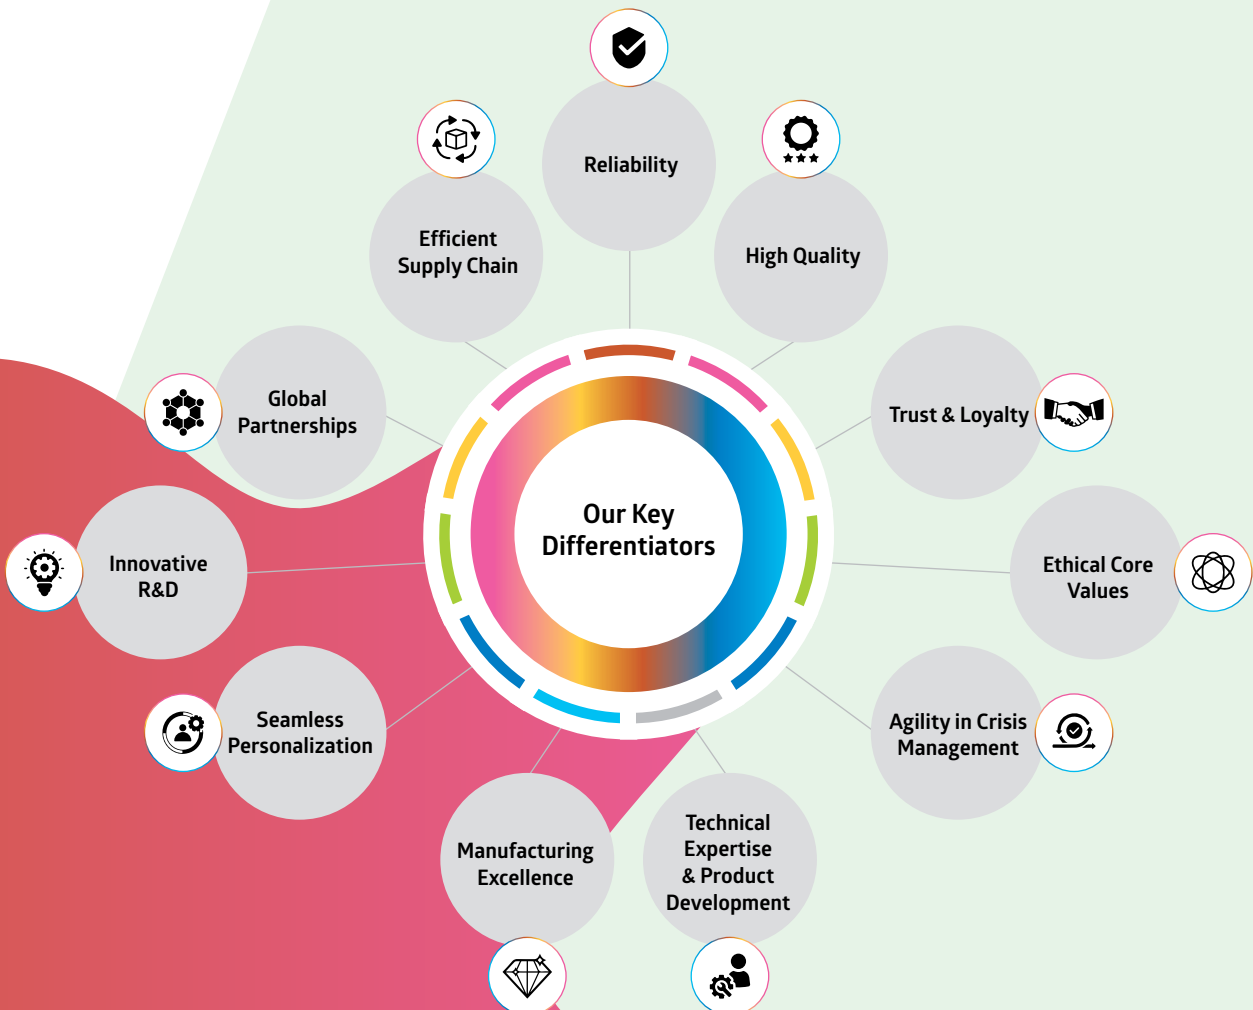 Reliability
Efficient
Supply Chain
High Quality
Global
Partnerships
Trust & Loyalty
Our Key
Differentiators
Innovative
R&D
Ethical Core
Values
Seamless
Personalization
Agility in Crisis
Management
Manufacturing
Excellence
Technical
Expertise
& Product
Development